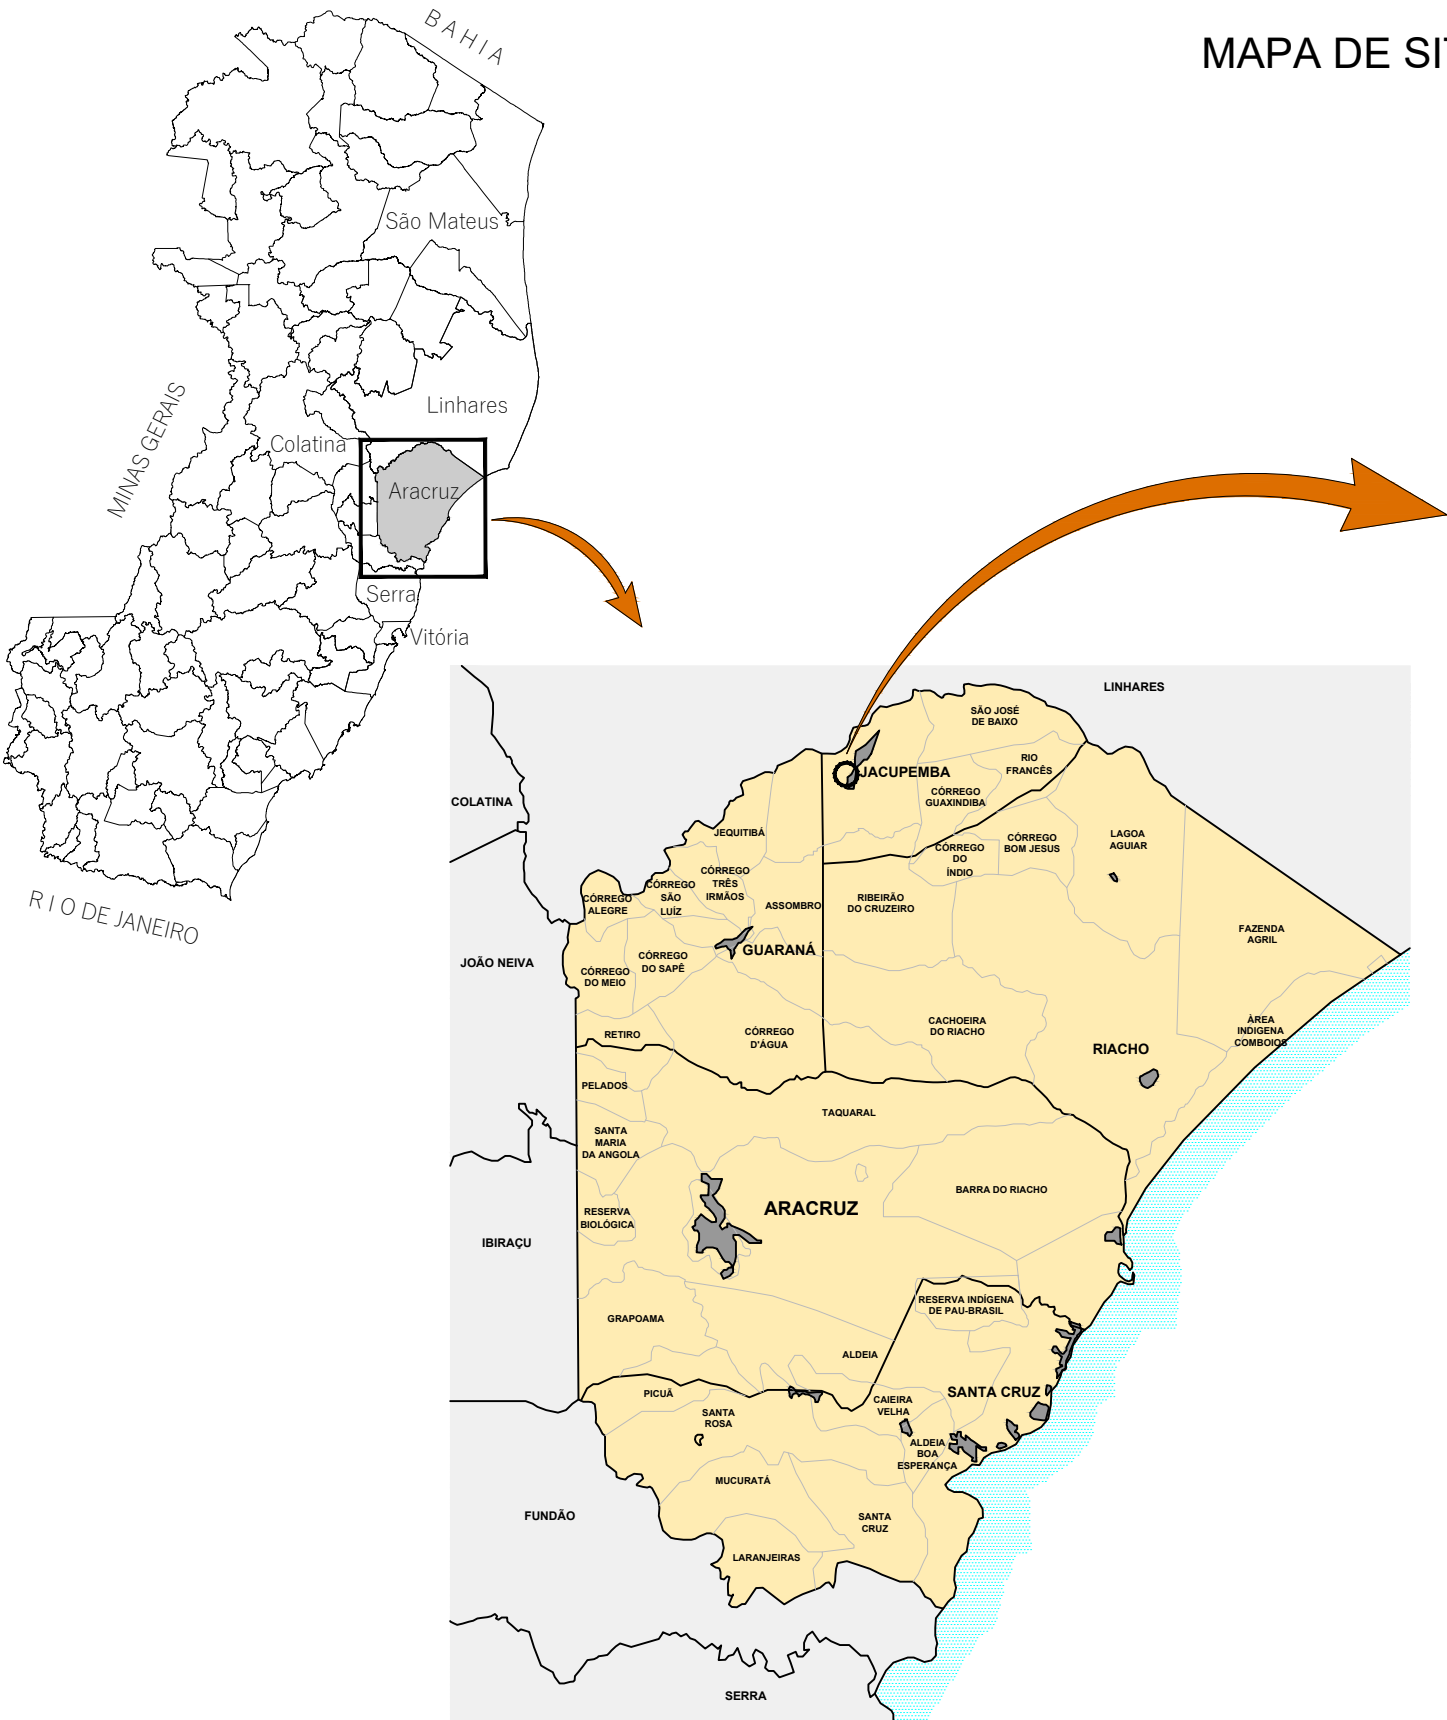 MAPA DE SIT
BAHIA
São Mateus
Linhares
MINAS GERAIS
Colatina
Aracruz
Serra
Vitória
RIO DE JANEIRO
LINHARES
SÃO JOSÉ
DE BAIXO
RIO
FRANCÊS
JACUPEMBA
CÓRREGO
GUAXINDIBA
COLATINA
JEQUITIBÁ
CÓRREGO
BOM JESUS
LAGOA
AGUIAR
CÓRREGO
DO
ÍNDIO
CÓRREGO
TRÊS
IRMÃOS
CÓRREGO
SÃO
LUÍZ
CÓRREGO
ALEGRE
ASSOMBRO
RIBEIRÃO
DO CRUZEIRO
FAZENDA
AGRIL
GUARANÁ
CÓRREGO
DO SAPÊ
JOÃO NEIVA
CÓRREGO
DO MEIO
CACHOEIRA
DO RIACHO
ÀREA
INDIGENA
COMBOIOS
RETIRO
CÓRREGO
D'ÁGUA
RIACHO
PELADOS
TAQUARAL
SANTA
MARIA
DA ANGOLA
BARRA DO RIACHO
RESERVA
BIOLÓGICA
ARACRUZ
IBIRAÇU
RESERVA INDÍGENA
DE PAU-BRASIL
GRAPOAMA
ALDEIA
PICUÃ
CAIEIRA
VELHA
SANTA CRUZ
SANTA
ROSA
ALDEIA
BOA
ESPERANÇA
MUCURATÁ
FUNDÃO
SANTA
CRUZ
LARANJEIRAS
SERRA